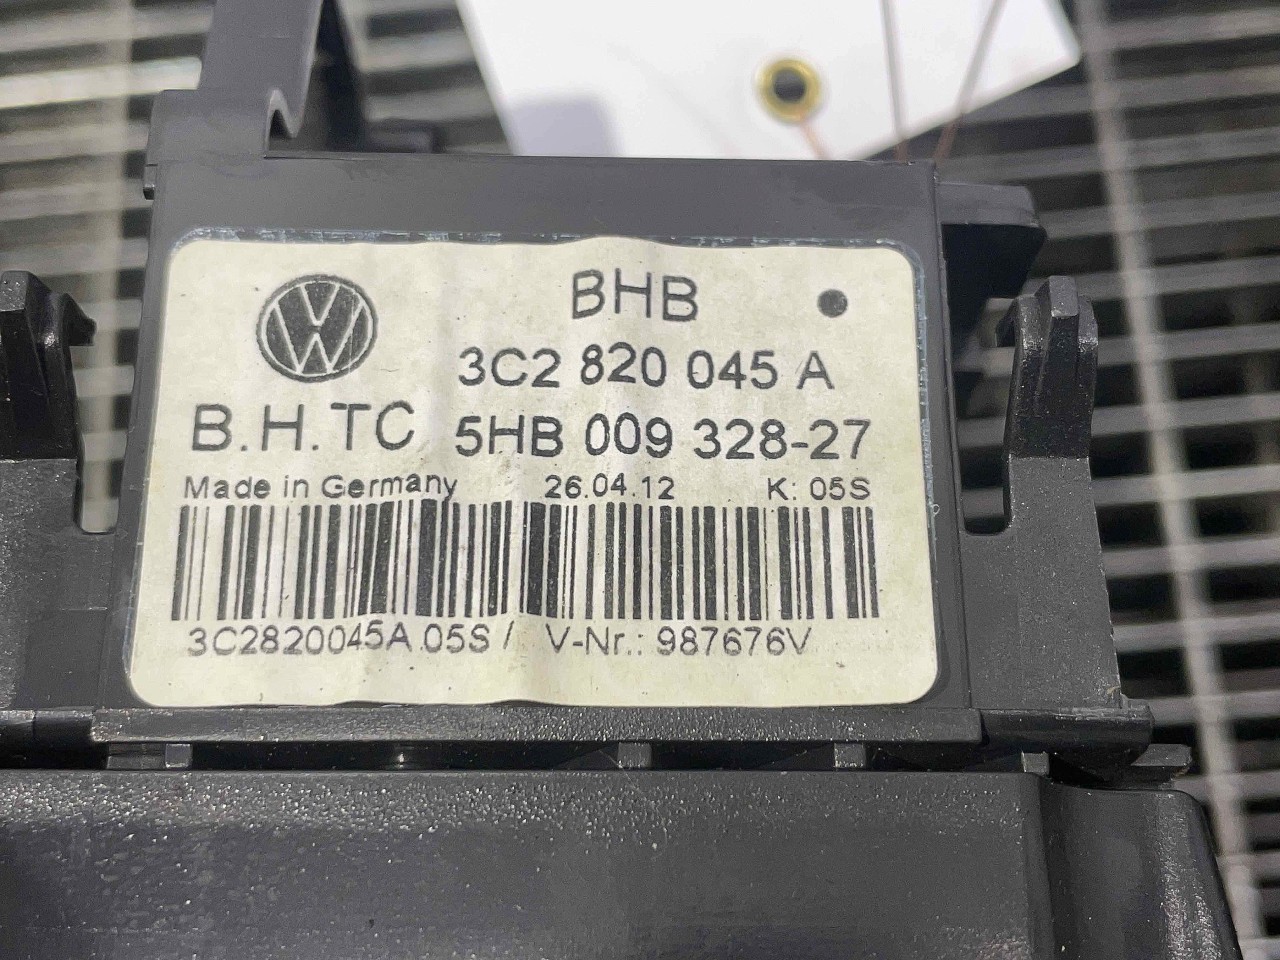 BHB
3C2 820 045 A
B.H.TC 5HB 009 328-27
Made in Germany 26.04.12 K: 05S
3C2820045A.05S/ V-Nr.: 987676V